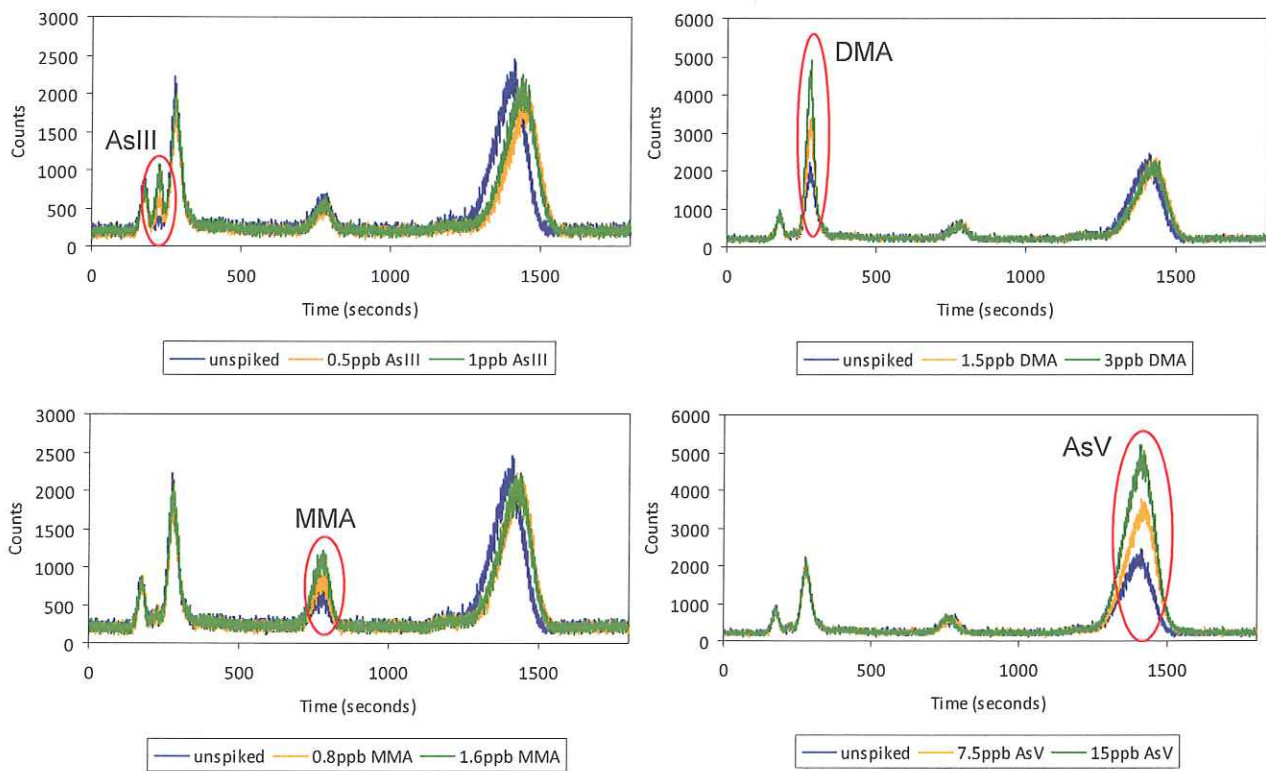 3000
2500
2000
1500
1000
500
0
Counts
AsIII
0 500 1000 1500
Time (seconds)
unspiked 0.5ppb AsIII 1ppb AsIII
6000
5000
4000
3000
2000
1000
0
Counts
DMA
0 500 1000 1500
Time (seconds)
unspiked 1.5ppb DMA 3ppb DMA
3000
2500
2000
1500
1000
500
0
Counts
MMA
0 500 1000 1500
Time (seconds)
unspiked 0.8ppb MMA 1.6ppb MMA
6000
5000
4000
3000
2000
1000
0
Counts
AsV
0 500 1000 1500
Time (seconds)
unspiked 7.5ppb AsV 15ppb AsV